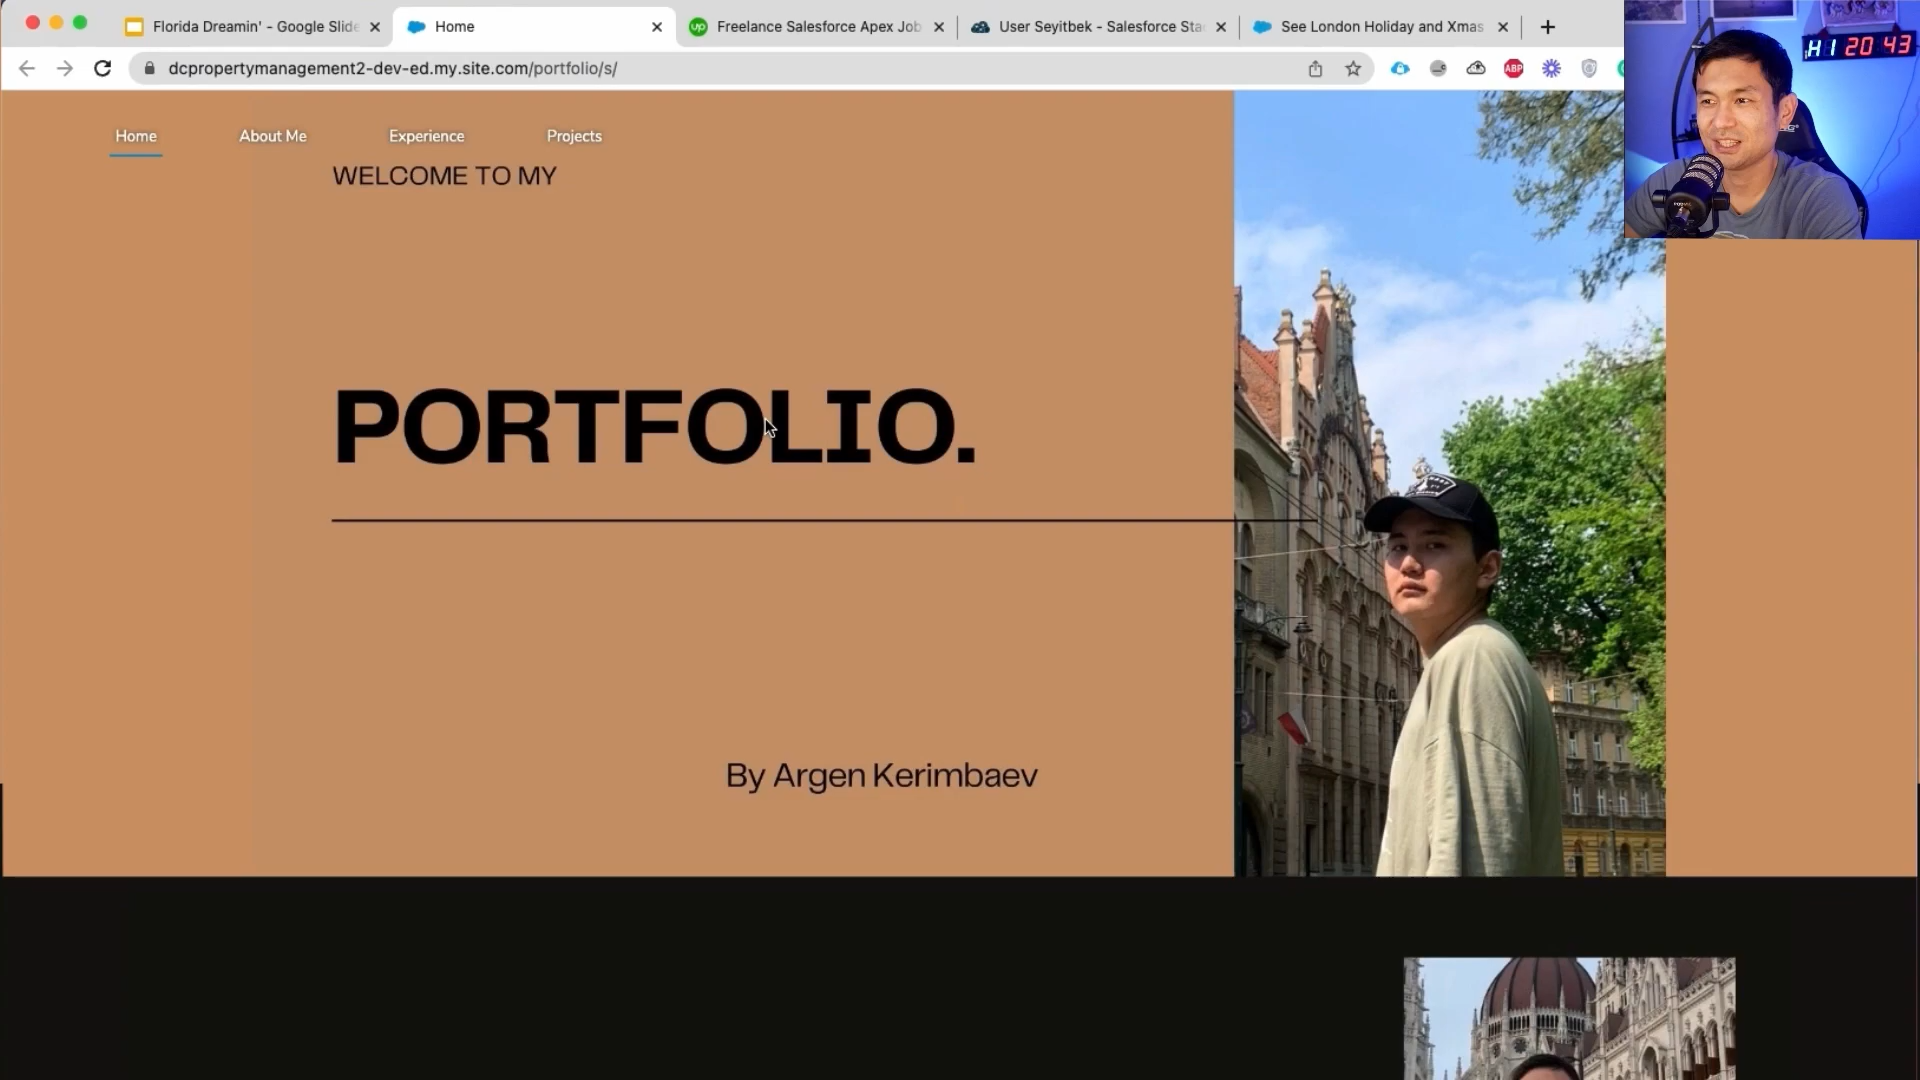 Florida Dreamin' - Google Slide
Home
Freelance Salesforce Apex Job
User Seyitbek - Salesforce Sta
See London Holiday and Xmas
dcpropertymanagement2-dev-ed.my.site.com/portfolio/s/
ABP
HI 20 43
Home
About Me
Experience
Projects
WELCOME TO MY
PORTFOLIO.
By Argen Kerimbaev